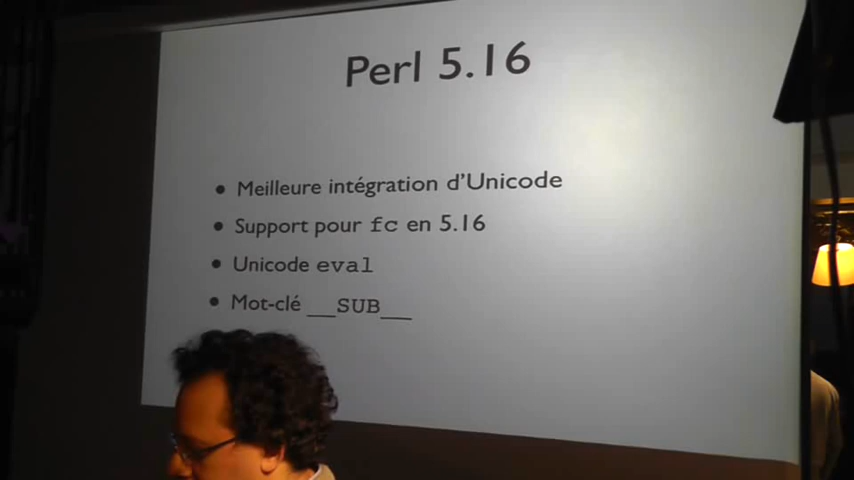 Perl 5.16
• Meilleure intégration d'Unicode
• Support pour fc en 5.16
• Unicode eval
• Mot-clé __SUB__